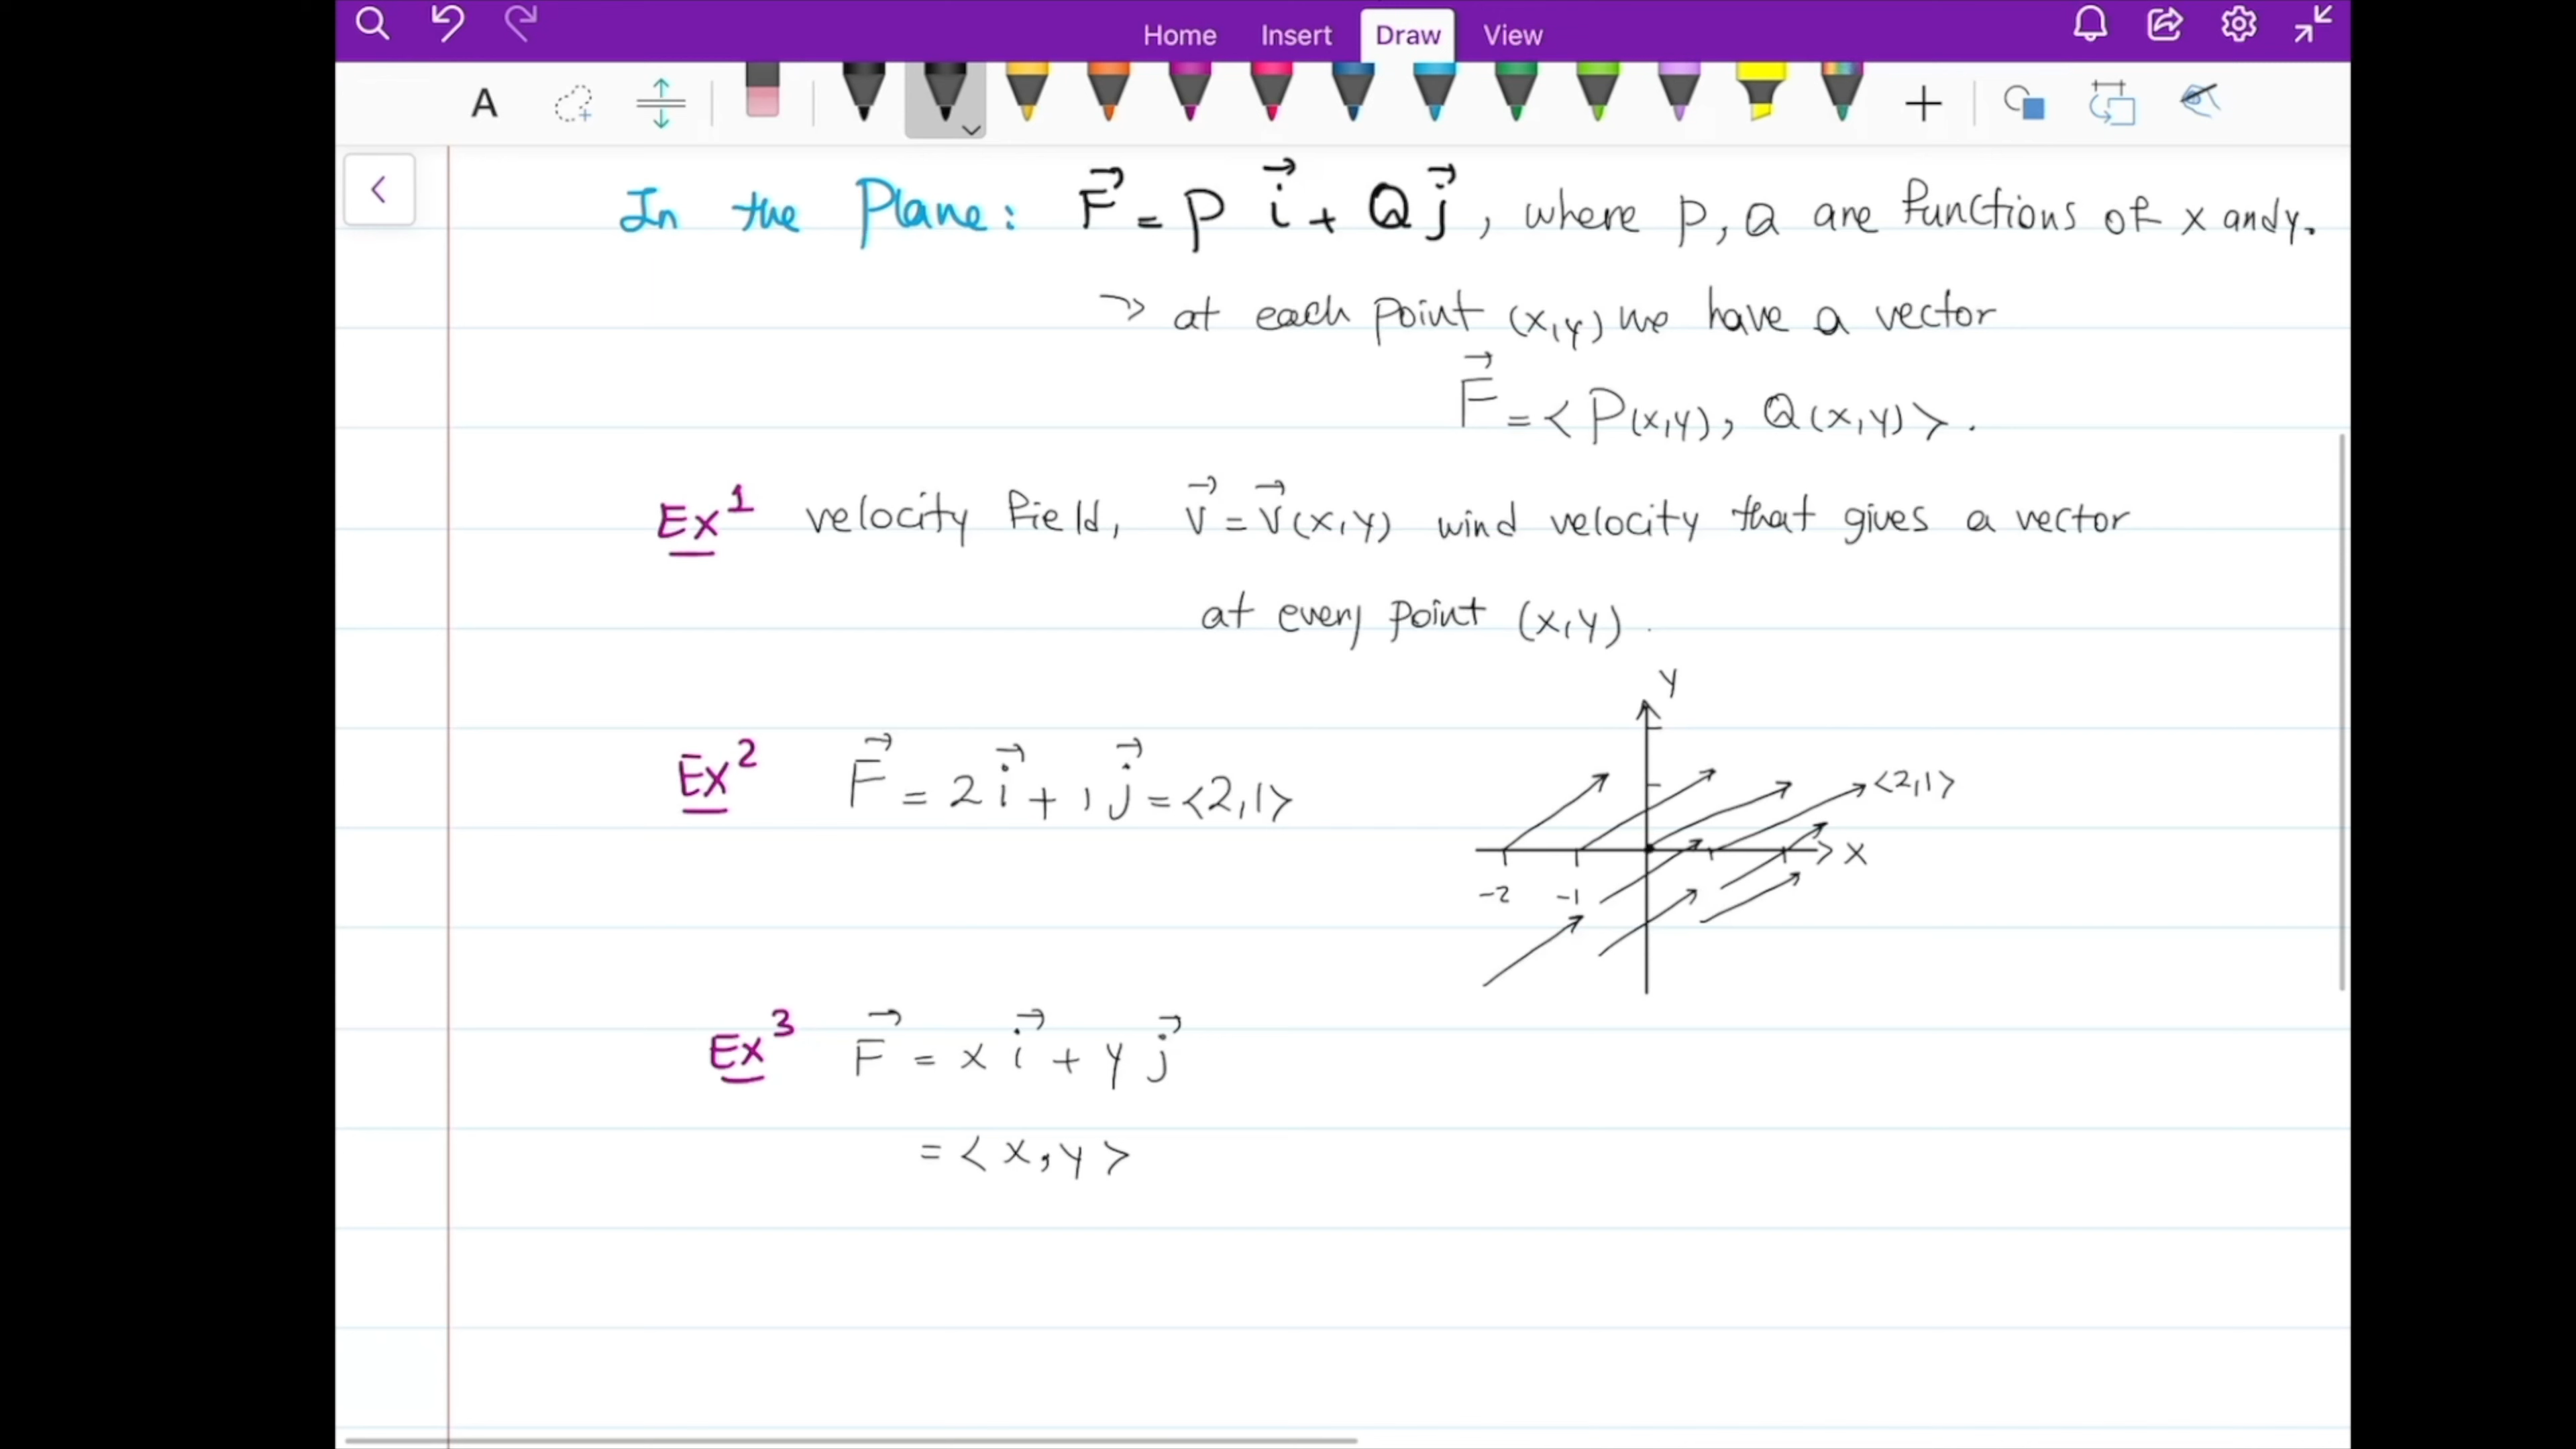 Home Insert Draw View
A
In the Plane: F⃗ = P i⃗ + Q j⃗, where P, Q are functions of x and y.
⇒ at each point (x,y) we have a vector
F⃗ = <P(x,y), Q(x,y)>.
Ex1 velocity field, v⃗ = v⃗(x,y) wind velocity that gives a vector
at every point (x,y).
y
Ex2 F⃗ = 2 i⃗ + 1 j⃗ = <2,1>
<2,1>
x
-2 -1
Ex3 F⃗ = x i⃗ + y j⃗
= <x,y>